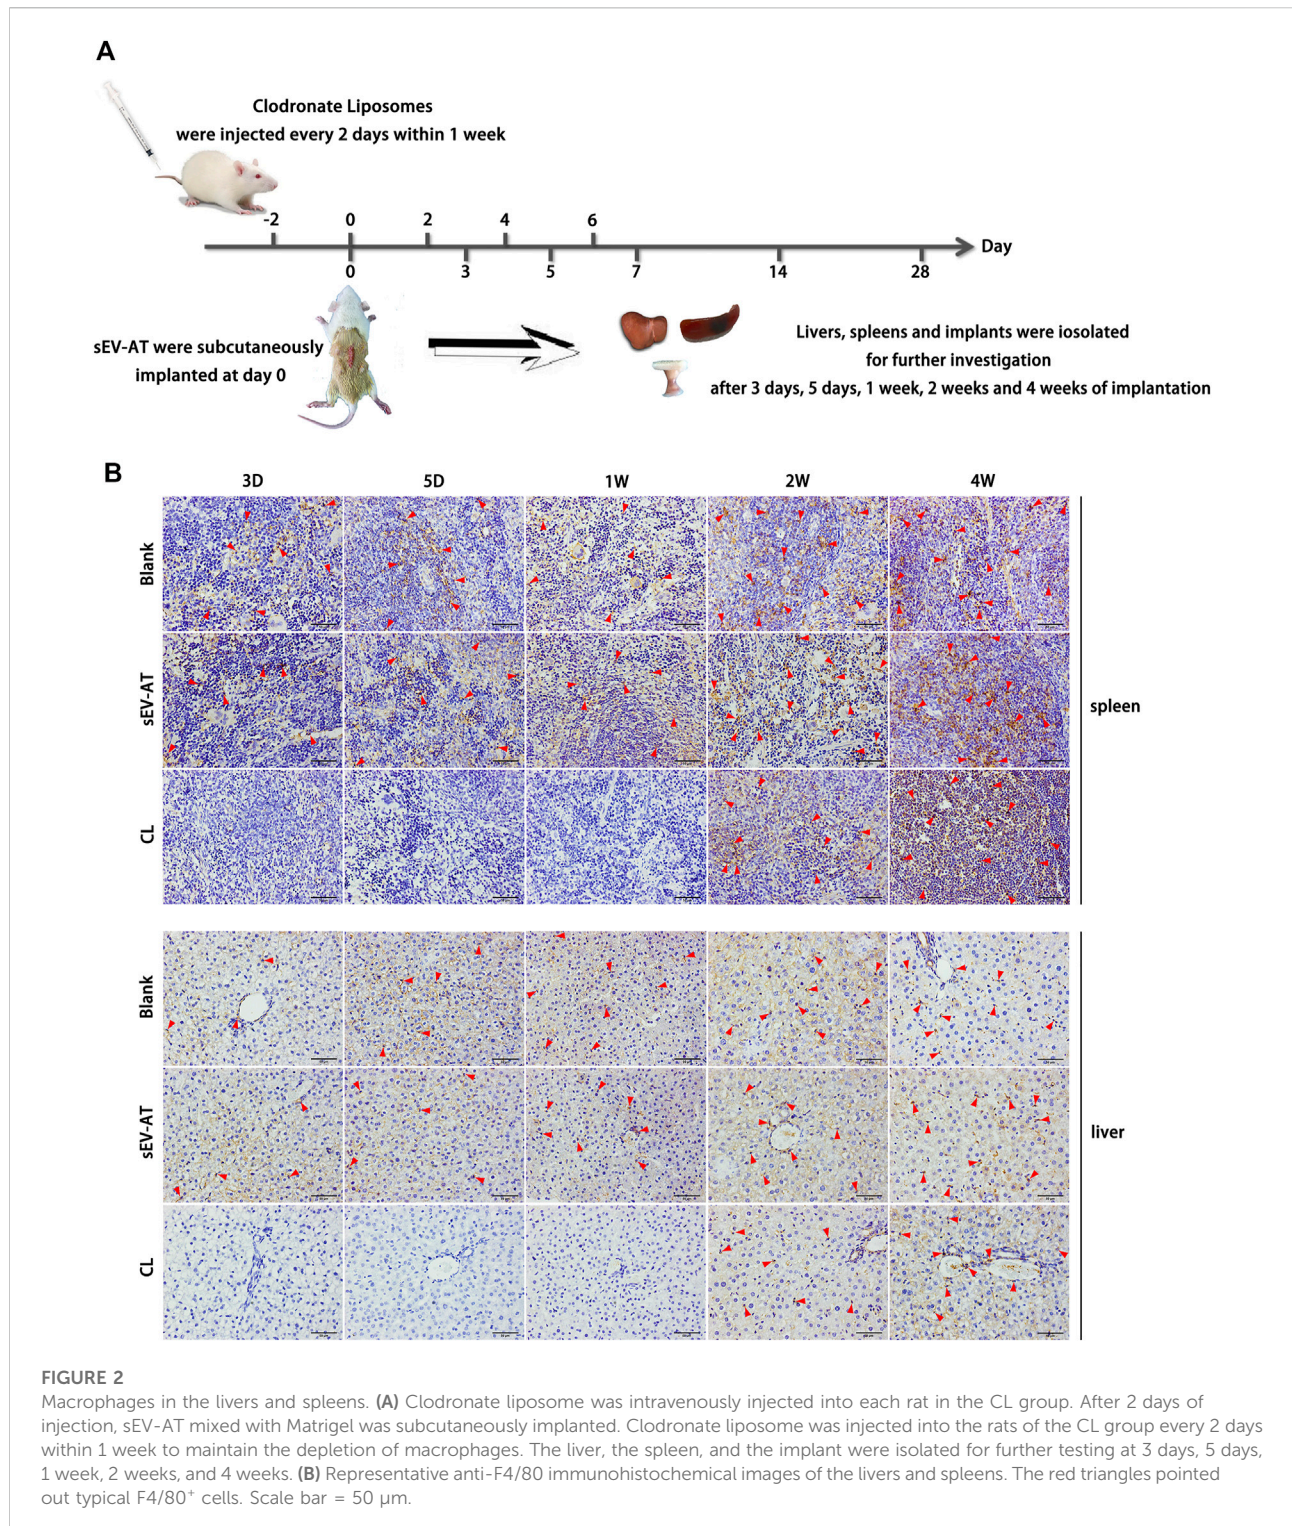 A
Clodronate Liposomes
were injected every 2 days within 1 week
-2 0 2 4 6
Day
0 3 5 7 14 28
sEV-AT were subcutaneously
implanted at day 0
Livers, spleens and implants were iosolated
for further investigation
after 3 days, 5 days, 1 week, 2 weeks and 4 weeks of implantation
B
3D 5D 1W 2W 4W
Blank
sEV-AT
CL
spleen
Blank
sEV-AT
CL
liver
FIGURE 2
Macrophages in the livers and spleens. (A) Clodronate liposome was intravenously injected into each rat in the CL group. After 2 days of
injection, sEV-AT mixed with Matrigel was subcutaneously implanted. Clodronate liposome was injected into the rats of the CL group every 2 days
within 1 week to maintain the depletion of macrophages. The liver, the spleen, and the implant were isolated for further testing at 3 days, 5 days,
1 week, 2 weeks, and 4 weeks. (B) Representative anti-F4/80 immunohistochemical images of the livers and spleens. The red triangles pointed
out typical F4/80⁺ cells. Scale bar = 50 μm.